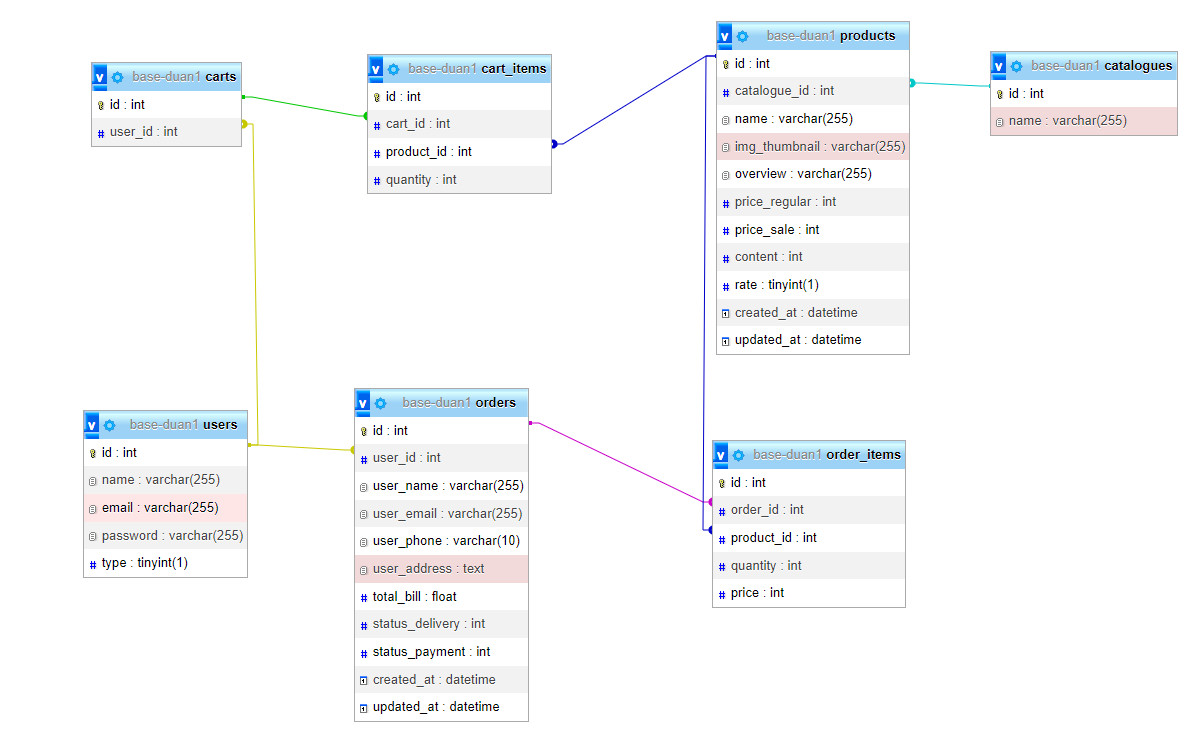 v base-duan1 carts
id : int
# user_id : int
v base-duan1 cart_items
id : int
# cart_id : int
# product_id : int
# quantity : int
v base-duan1 products
id : int
# catalogue_id : int
name : varchar(255)
img_thumbnail : varchar(255)
overview : varchar(255)
# price_regular : int
# price_sale : int
# content : int
# rate : tinyint(1)
created_at : datetime
updated_at : datetime
v base-duan1 catalogues
id : int
name : varchar(255)
v base-duan1 users
id : int
name : varchar(255)
email : varchar(255)
password : varchar(255)
# type : tinyint(1)
v base-duan1 orders
id : int
# user_id : int
user_name : varchar(255)
user_email : varchar(255)
user_phone : varchar(10)
user_address : text
# total_bill : float
# status_delivery : int
# status_payment : int
created_at : datetime
updated_at : datetime
v base-duan1 order_items
id : int
# order_id : int
# product_id : int
# quantity : int
# price : int